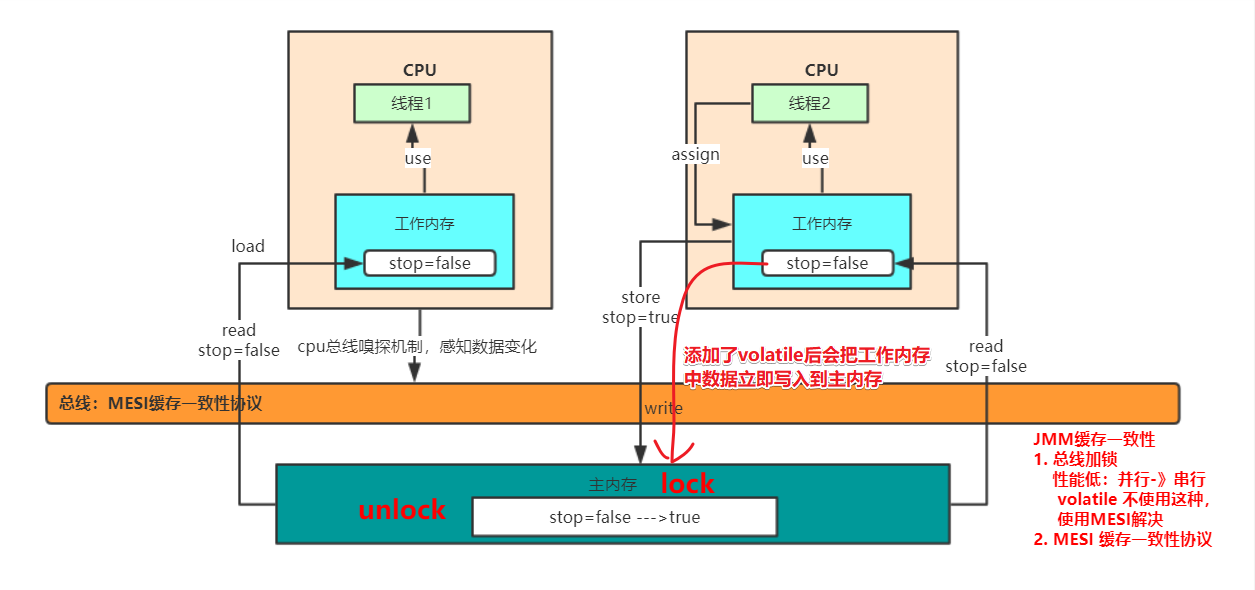 CPU
线程1
use
工作内存
stop=false
load
read
stop=false
cpu总线嗅探机制，感知数据变化
CPU
线程2
assign
use
工作内存
stop=false
store
stop=true
read
stop=false
添加了volatile后会把工作内存
中数据立即写入到主内存
总线：MESI缓存一致性协议
write
主内存
lock
unlock
stop=false --->true
JMM缓存一致性
1. 总线加锁
性能低：并行-》串行
volatile 不使用这种，
使用MESI解决
2. MESI 缓存一致性协议